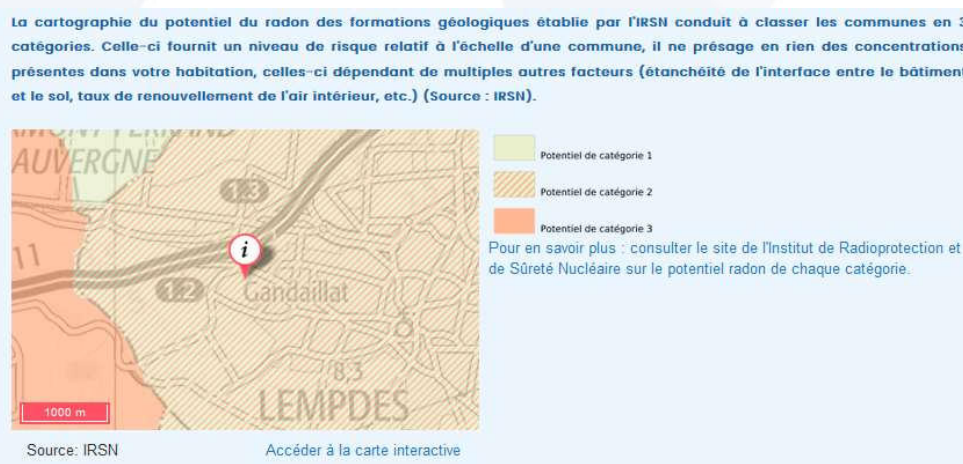 La cartographie du potentiel du radon des formations géologiques établie par l'IRSN conduit à classer les communes en 3
catégories. Celle-ci fournit un niveau de risque relatif à l'échelle d'une commune, il ne présage en rien des concentrations
présentes dans votre habitation, celles-ci dépendant de multiples autres facteurs (étanchéité de l'interface entre le bâtiment
et le sol, taux de renouvellement de l'air intérieur, etc.) (Source : IRSN).
AUVERGNE
13
11
i
12
Gandaillat
8,3
LEMPDES
1000 m
Source: IRSN
Accéder à la carte interactive
Potentiel de catégorie 1
Potentiel de catégorie 2
Potentiel de catégorie 3
Pour en savoir plus : consulter le site de l'Institut de Radioprotection et
de Sûreté Nucléaire sur le potentiel radon de chaque catégorie.